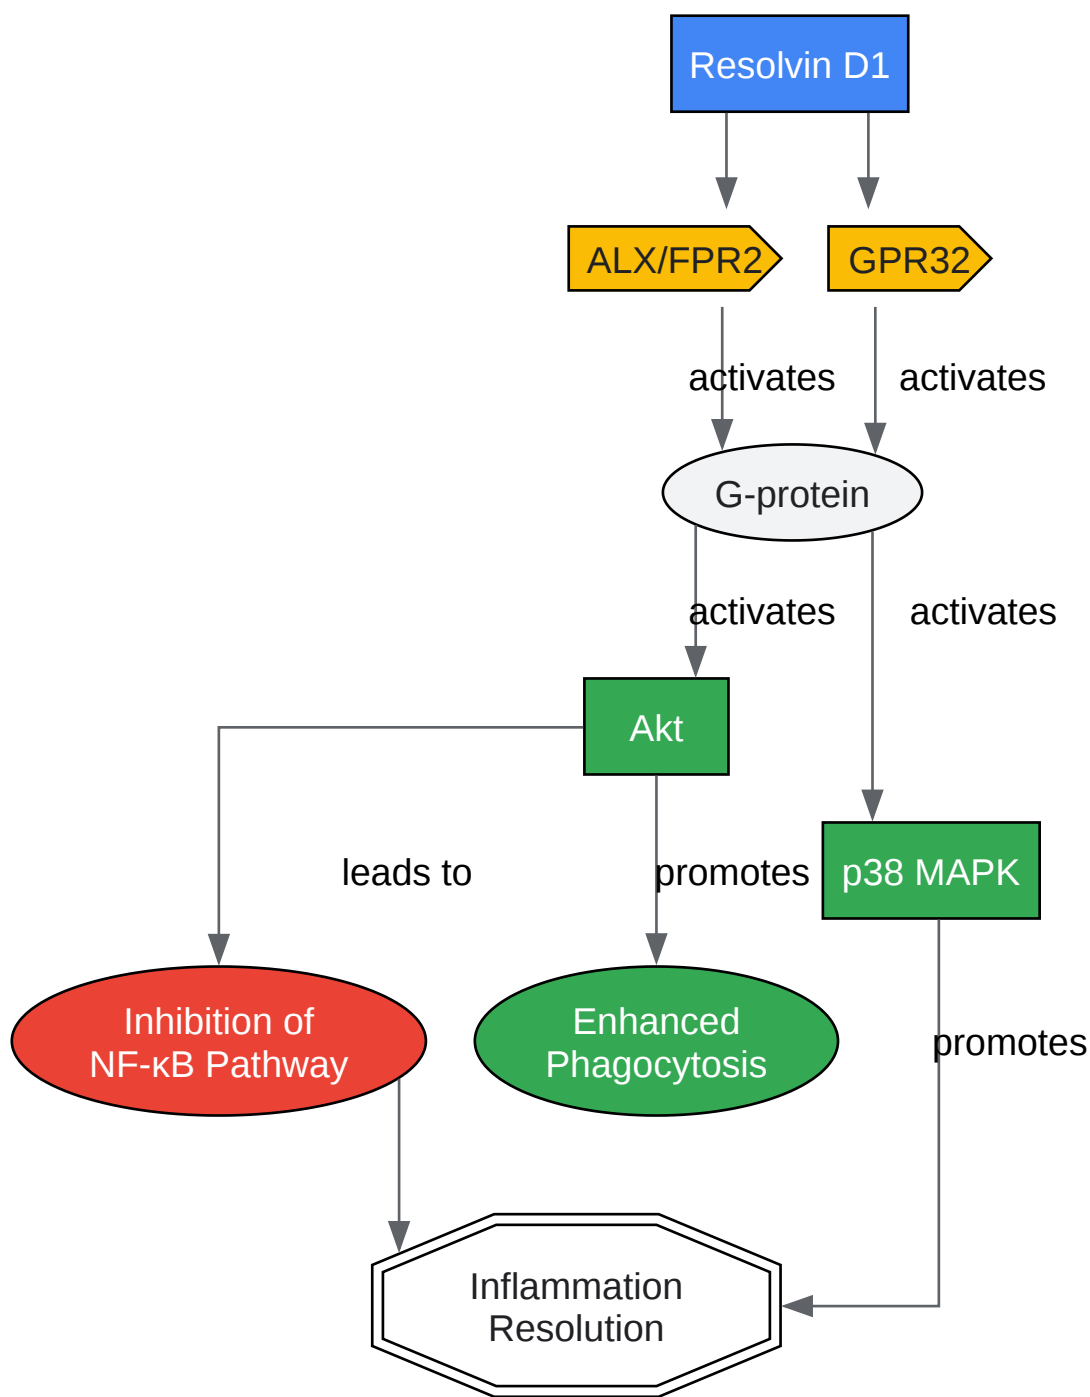 Resolvin D1
ALX/FPR2
GPR32
activates
activates
G-protein
activates
activates
Akt
leads to
promotes
p38 MAPK
Inhibition of
NF-κB Pathway
Enhanced
Phagocytosis
promotes
Inflammation
Resolution